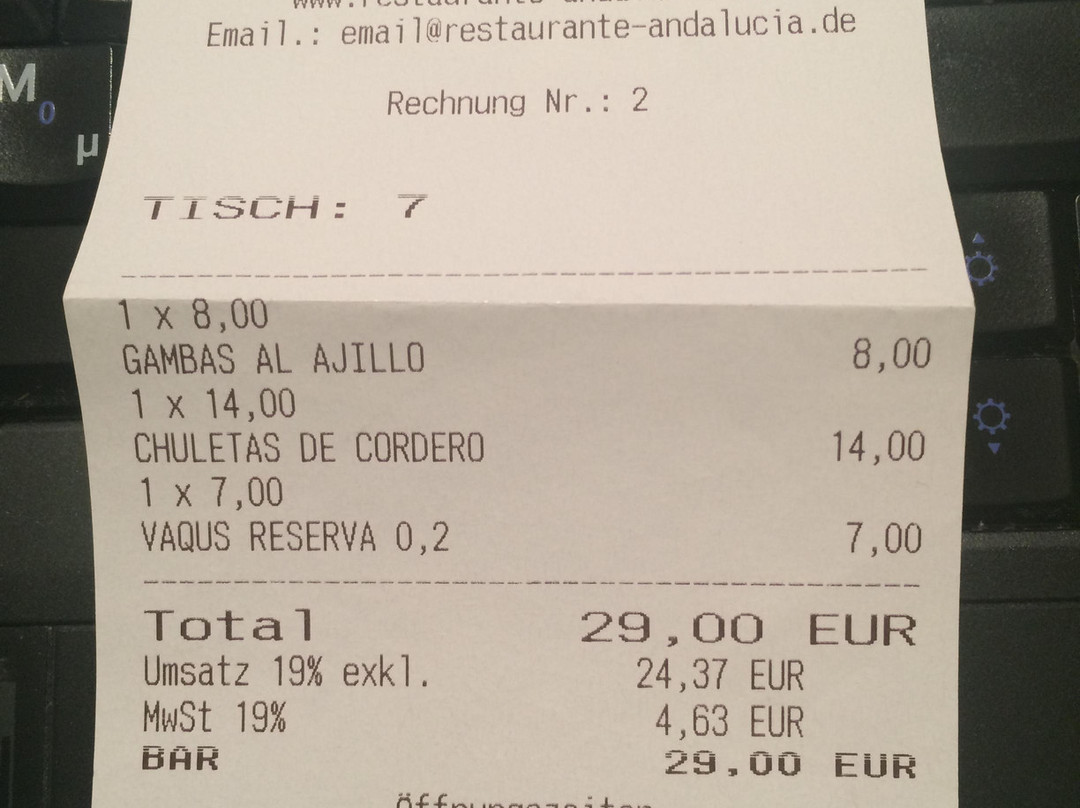 Email.: email@restaurante-andalucia.de
Rechnung Nr.: 2
TISCH: 7
1 x 8,00
GAMBAS AL AJILLO 8,00
1 x 14,00
CHULETAS DE CORDERO 14,00
1 x 7,00
VAQUS RESERVA 0,2 7,00
Total 29,00 EUR
Umsatz 19% exkl. 24,37 EUR
MwSt 19% 4,63 EUR
BAR 29,00 EUR
Öffnungszeiten
M
0
µ